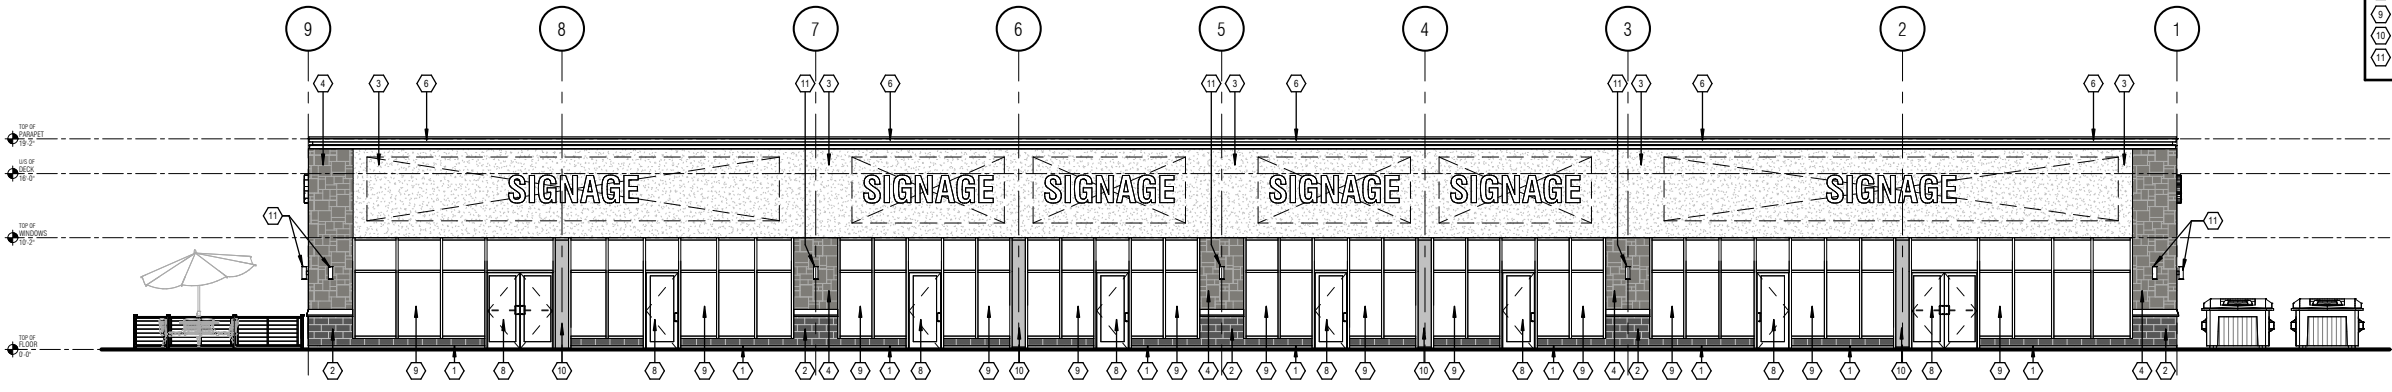 9 8 7 6 5 4 3 2 1
9
10
11
4 3 6 11 3 6 11 3 6 11 3 6 6 3
TOP OF
PARAPET
19'-2"
U/S OF
DECK
16'-0"
SIGNAGE SIGNAGE SIGNAGE SIGNAGE SIGNAGE SIGNAGE
11 11
TOP OF
WINDOWS
10'-2"
TOP OF
FLOOR
0'-0"
2 9 1 8 10 8 9 1 2 4 9 1 8 9 10 9 8 1 9 4 2 9 1 8 9 10 9 8 1 9 4 2 9 1 8 9 1 10 8 9 1 4 2